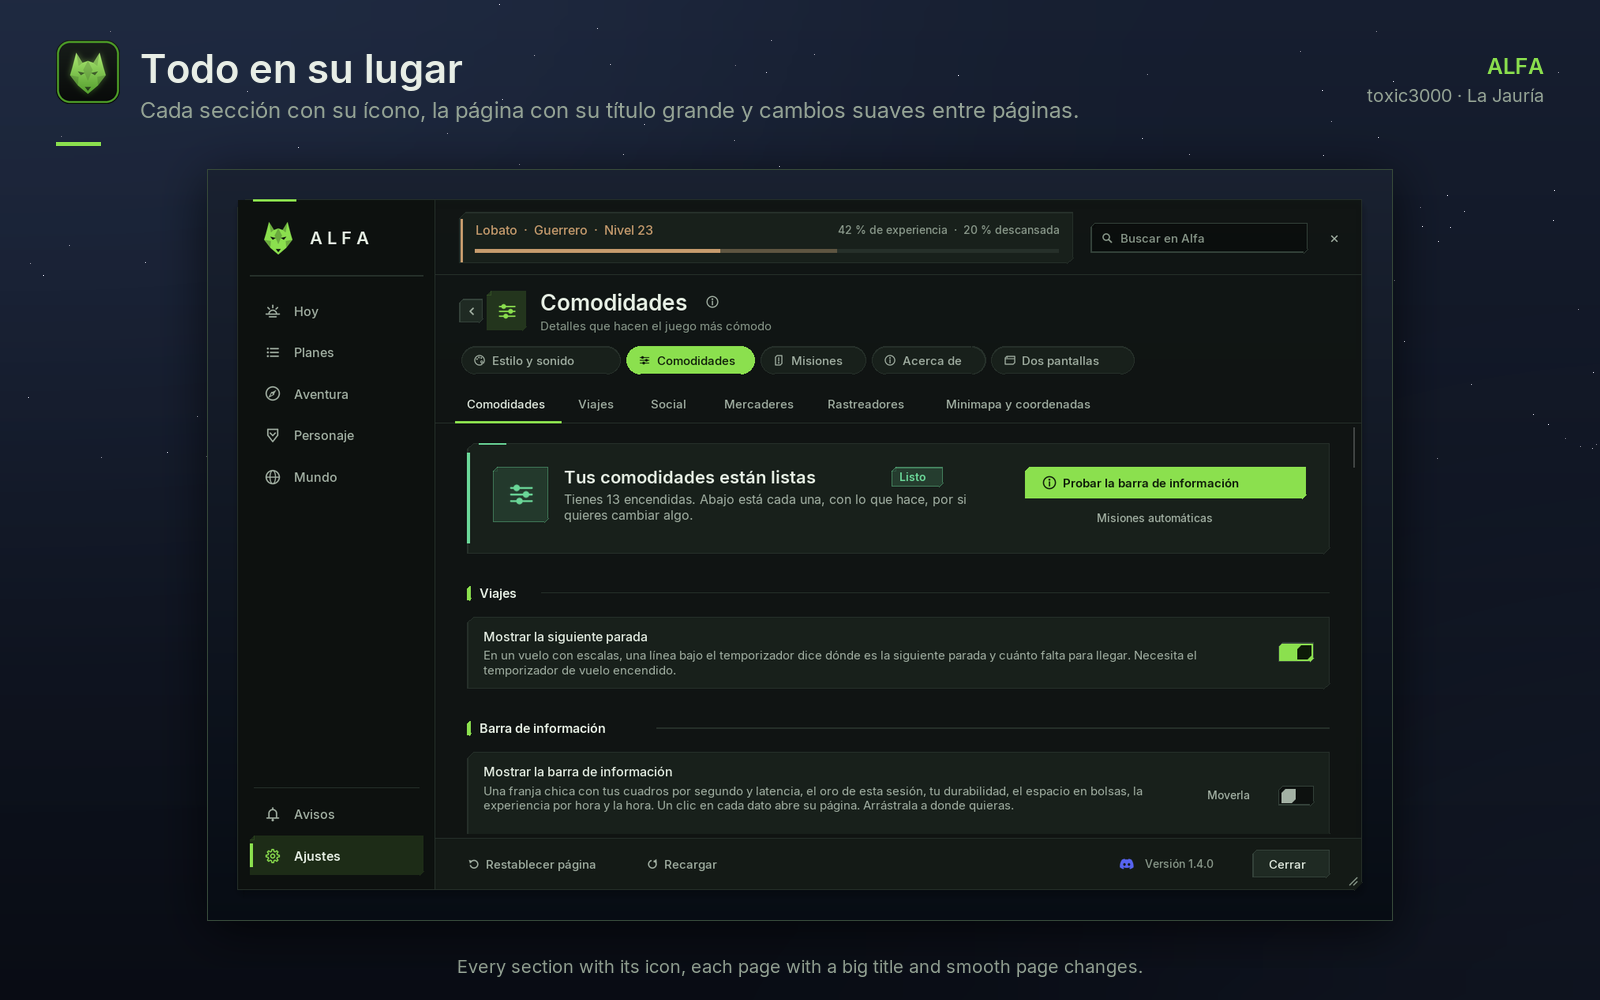 Todo en su lugar
Cada sección con su ícono, la página con su título grande y cambios suaves entre páginas.
ALFA
toxic3000 · La Jauría
ALFA
Lobato · Guerrero · Nivel 23
42 % de experiencia · 20 % descansada
Buscar en Alfa
Hoy
Planes
Aventura
Personaje
Mundo
Avisos
Ajustes
Comodidades
Detalles que hacen el juego más cómodo
Estilo y sonido
Comodidades
Misiones
Acerca de
Dos pantallas
Comodidades
Viajes
Social
Mercaderes
Rastreadores
Minimapa y coordenadas
Tus comodidades están listas
Listo
Tienes 13 encendidas. Abajo está cada una, con lo que hace, por si
quieres cambiar algo.
Probar la barra de información
Misiones automáticas
Viajes
Mostrar la siguiente parada
En un vuelo con escalas, una línea bajo el temporizador dice dónde es la siguiente parada y cuánto falta para llegar. Necesita el
temporizador de vuelo encendido.
Barra de información
Mostrar la barra de información
Una franja chica con tus cuadros por segundo y latencia, el oro de esta sesión, tu durabilidad, el espacio en bolsas, la
experiencia por hora y la hora. Un clic en cada dato abre su página. Arrástrala a donde quieras.
Moverla
Restablecer página
Recargar
Versión 1.4.0
Cerrar
Every section with its icon, each page with a big title and smooth page changes.